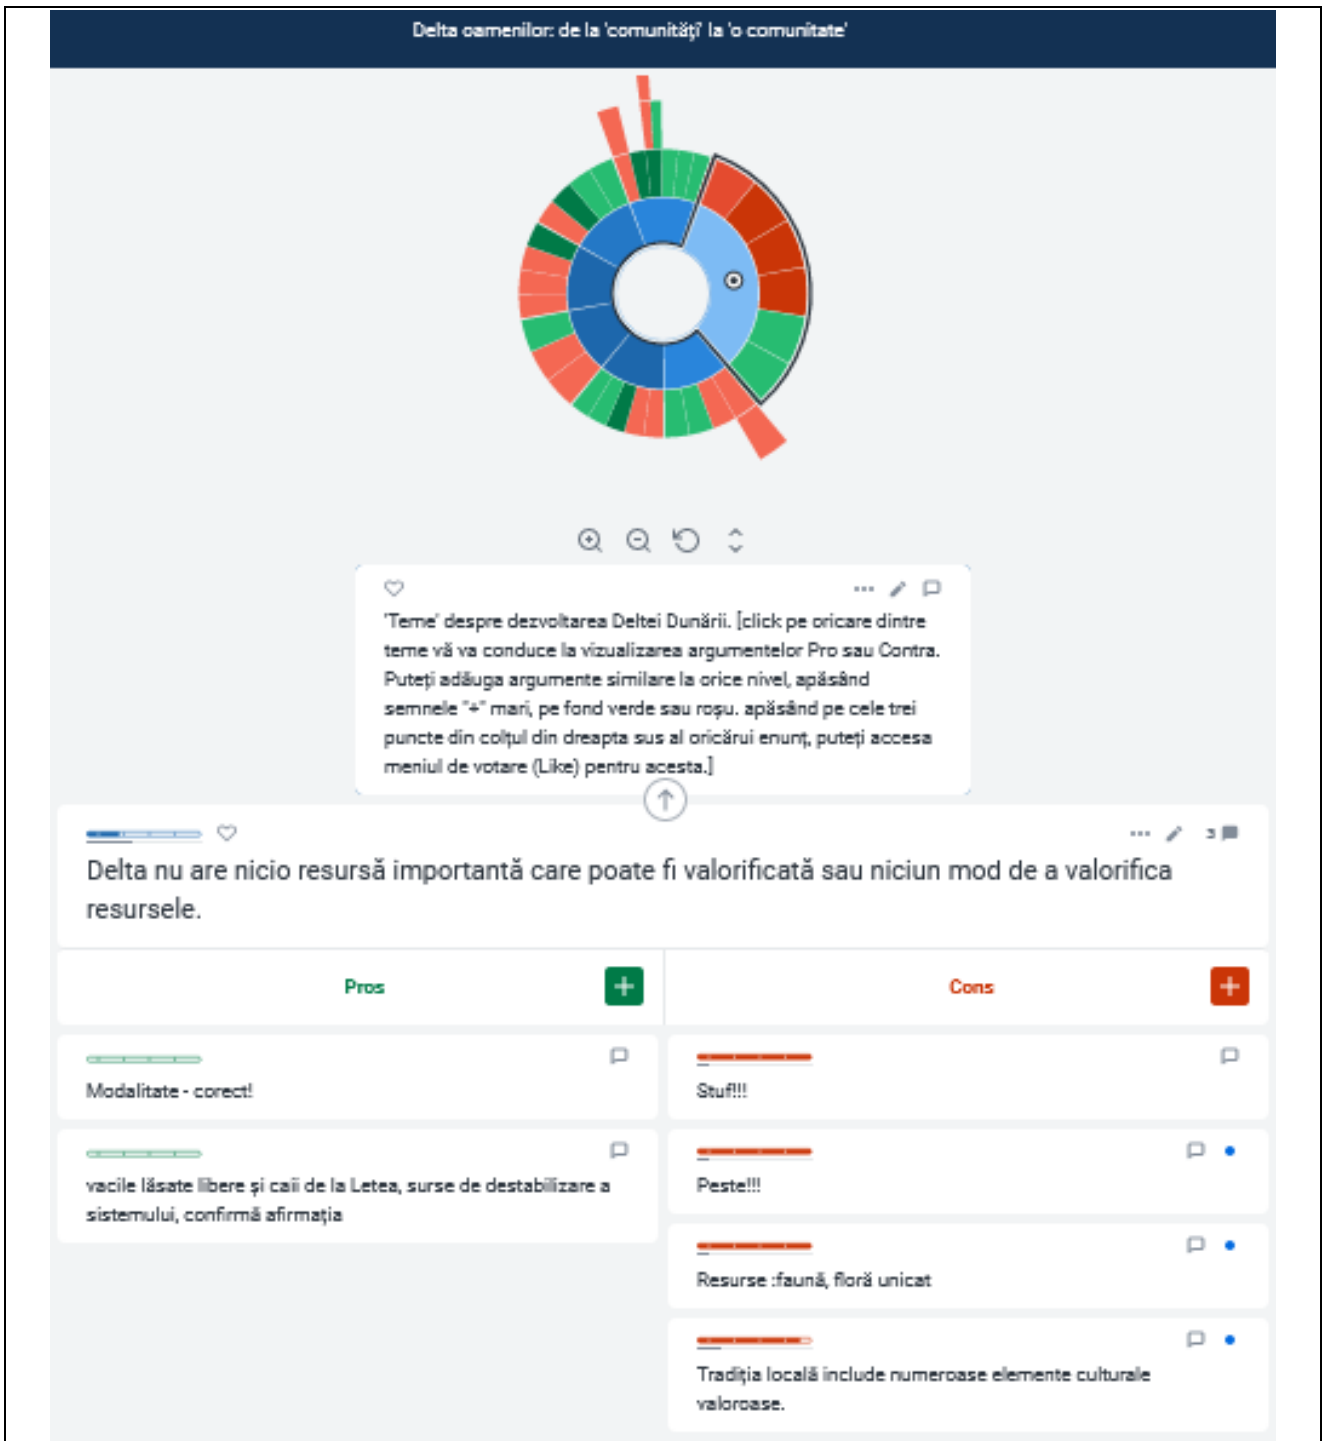 Delta oamenilor: de la 'comunități' la 'o comunitate'
'Teme' despre dezvoltarea Deltei Dunării. [click pe oricare dintre
teme vă va conduce la vizualizarea argumentelor Pro sau Contra.
Puteți adăuga argumente similare la orice nivel, apăsând
semnele "+" mari, pe fond verde sau roșu. apăsând pe cele trei
puncte din colțul din dreapta sus al oricărui enunț, puteți accesa
meniul de votare (Like) pentru acesta.]
3
Delta nu are nicio resursă importantă care poate fi valorificată sau niciun mod de a valorifica
resursele.
Pros
Cons
Modalitate - corect!
Stuf!!!
vacile lăsate libere și caii de la Letea, surse de destabilizare a
sistemului, confirmă afirmația
Peste!!!
Resurse :faună, floră unicat
Tradiția locală include numeroase elemente culturale
valoroase.